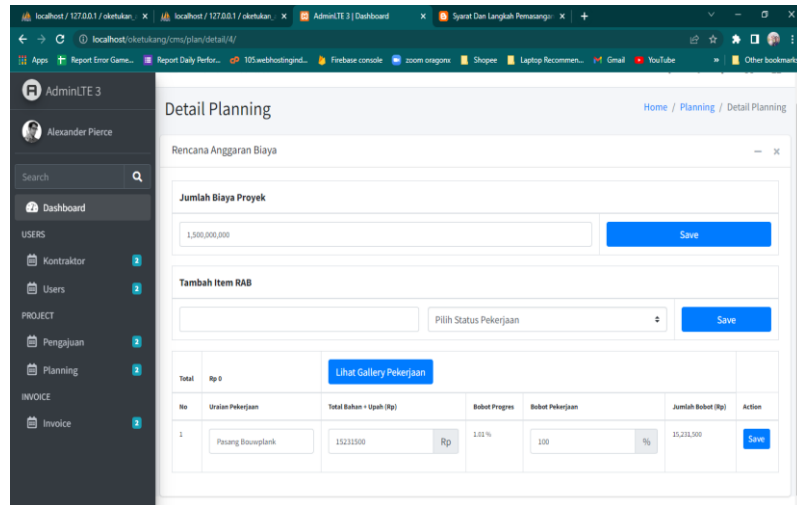 localhost / 127.0.0.1 / oketukan
localhost / 127.0.0.1 / oketukan
AdminLTE 3 | Dashboard
Syarat Dan Langkah Pemasangan
localhost/oketukang/cms/plan/detail/4/
Apps
Report Error Game...
Report Daily Perfor...
105.webhostingind...
Firebase console
zoom oragonx
Shopee
Laptop Recommen...
Gmail
YouTube
Other bookmarks
AdminLTE 3
Alexander Pierce
Search
Dashboard
USERS
Kontraktor 2
Users 2
PROJECT
Pengajuan 2
Planning 2
INVOICE
Invoice 2
Detail Planning
Home / Planning / Detail Planning
Rencana Anggaran Biaya
Jumlah Biaya Proyek
1,500,000,000 Save
Tambah Item RAB
Pilih Status Pekerjaan Save
Total Rp 0 Lihat Gallery Pekerjaan
No Uraian Pekerjaan Total Bahan + Upah (Rp) Bobot Progres Bobot Pekerjaan Jumlah Bobot (Rp) Action
1 Pasang Bouwplank 15231500 Rp 1.02 % 100 % 15,231,500 Save